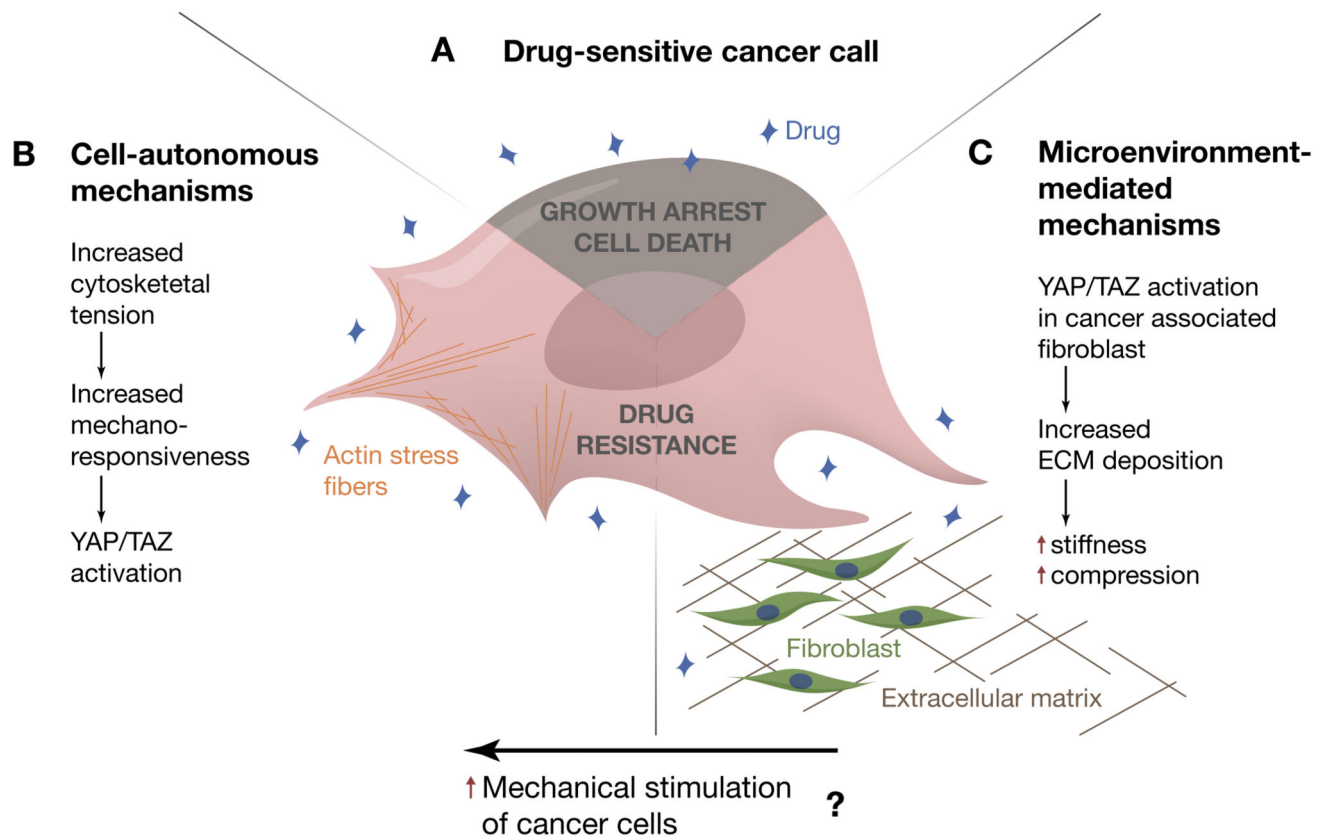 A Drug-sensitive cancer call
Drug
B Cell-autonomous
mechanisms
Increased
cytosketetal
tension
Increased
mechano-
responsiveness
YAP/TAZ
activation
GROWTH ARREST
CELL DEATH
DRUG
RESISTANCE
Actin stress
fibers
C Microenvironment-
mediated
mechanisms
YAP/TAZ activation
in cancer associated
fibroblast
Increased
ECM deposition
↑ stiffness
↑ compression
Fibroblast
Extracellular matrix
↑ Mechanical stimulation
of cancer cells ?